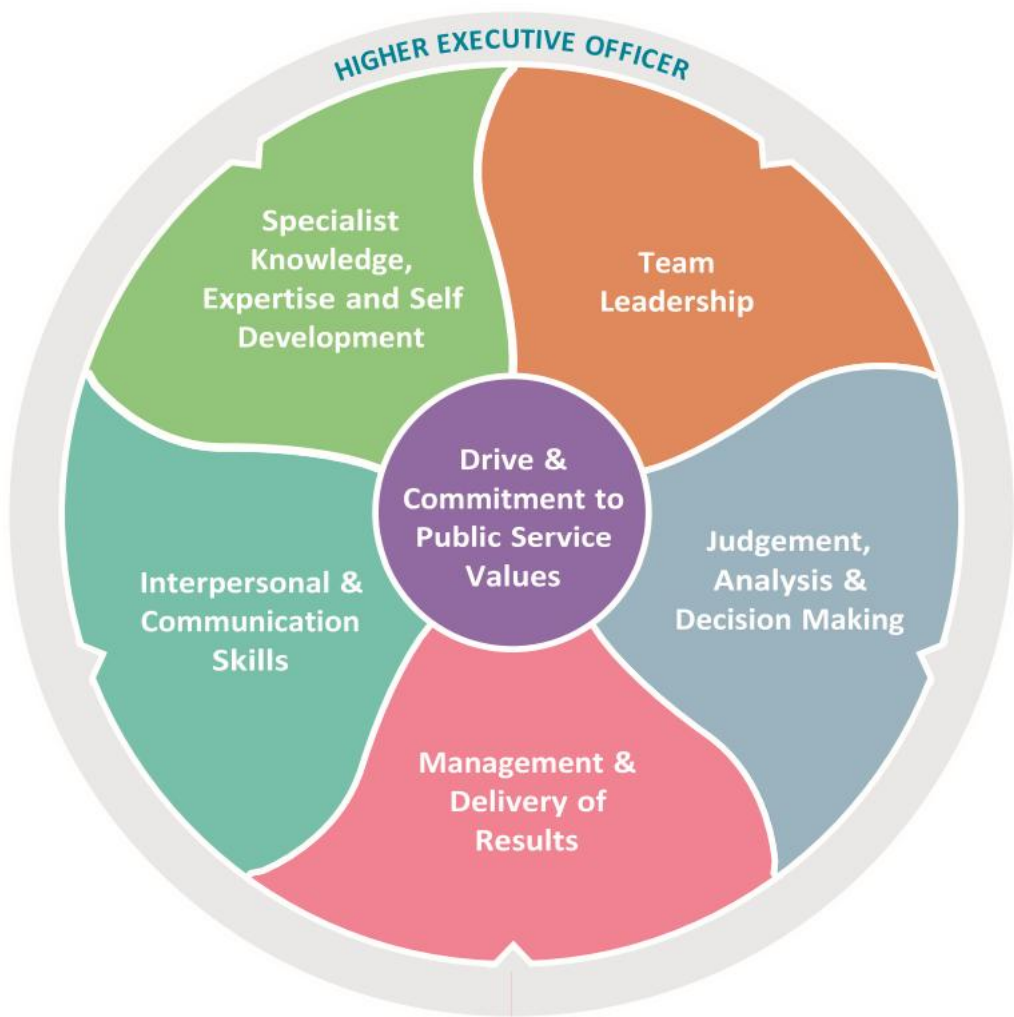 HIGHER EXECUTIVE OFFICER
Specialist
Knowledge,
Expertise and Self
Development
Team
Leadership
Drive &
Commitment to
Public Service
Values
Judgement,
Analysis &
Decision Making
Interpersonal &
Communication
Skills
Management &
Delivery of
Results